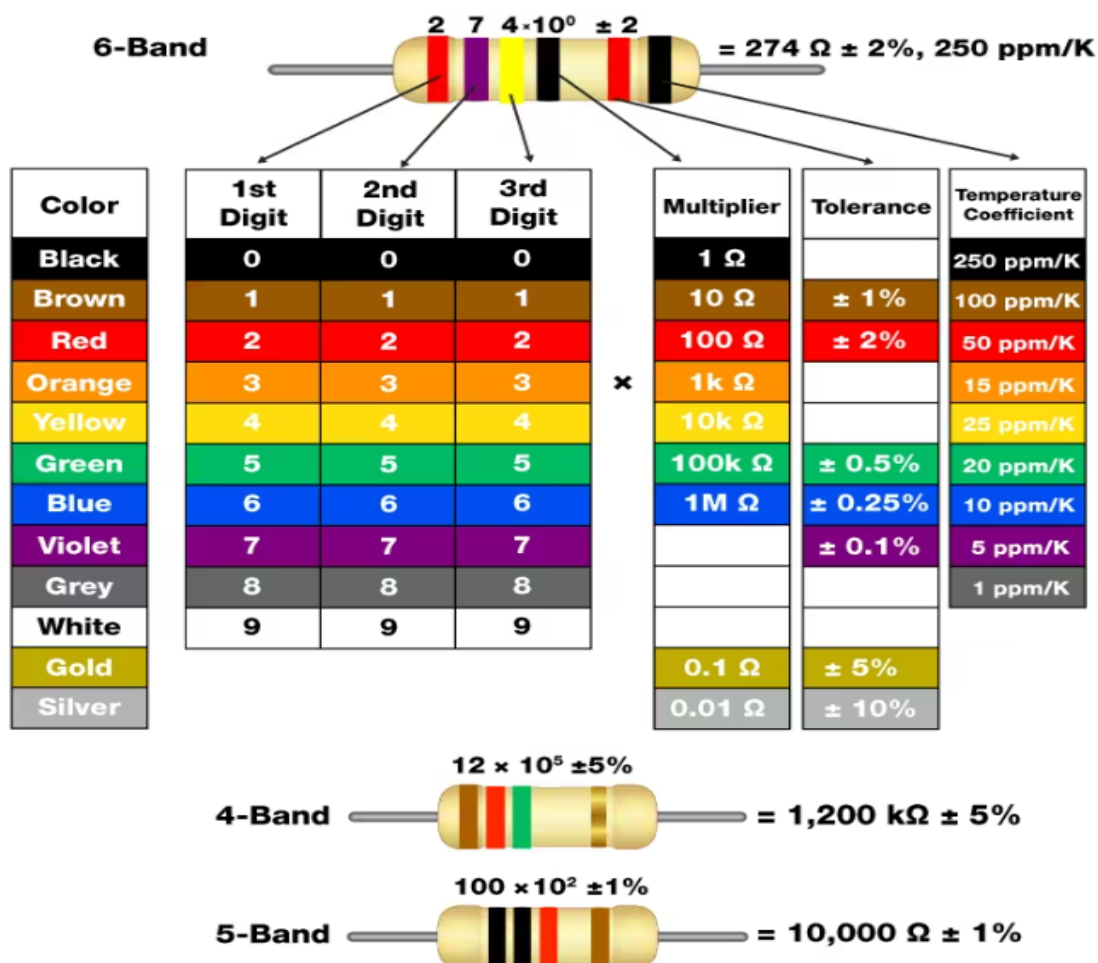 2 7 4 ×10⁰ ± 2
6-Band = 274 Ω ± 2%, 250 ppm/K
Color 1st Digit 2nd Digit 3rd Digit Multiplier Tolerance Temperature Coefficient
Black 0 0 0 1 Ω 250 ppm/K
Brown 1 1 1 10 Ω ± 1% 100 ppm/K
Red 2 2 2 100 Ω ± 2% 50 ppm/K
Orange 3 3 3 × 1k Ω 15 ppm/K
Yellow 4 4 4 10k Ω 25 ppm/K
Green 5 5 5 100k Ω ± 0.5% 20 ppm/K
Blue 6 6 6 1M Ω ± 0.25% 10 ppm/K
Violet 7 7 7 ± 0.1% 5 ppm/K
Grey 8 8 8 1 ppm/K
White 9 9 9
Gold 0.1 Ω ± 5%
Silver 0.01 Ω ± 10%
12 × 10⁵ ±5%
4-Band = 1,200 kΩ ± 5%
100 ×10² ±1%
5-Band = 10,000 Ω ± 1%